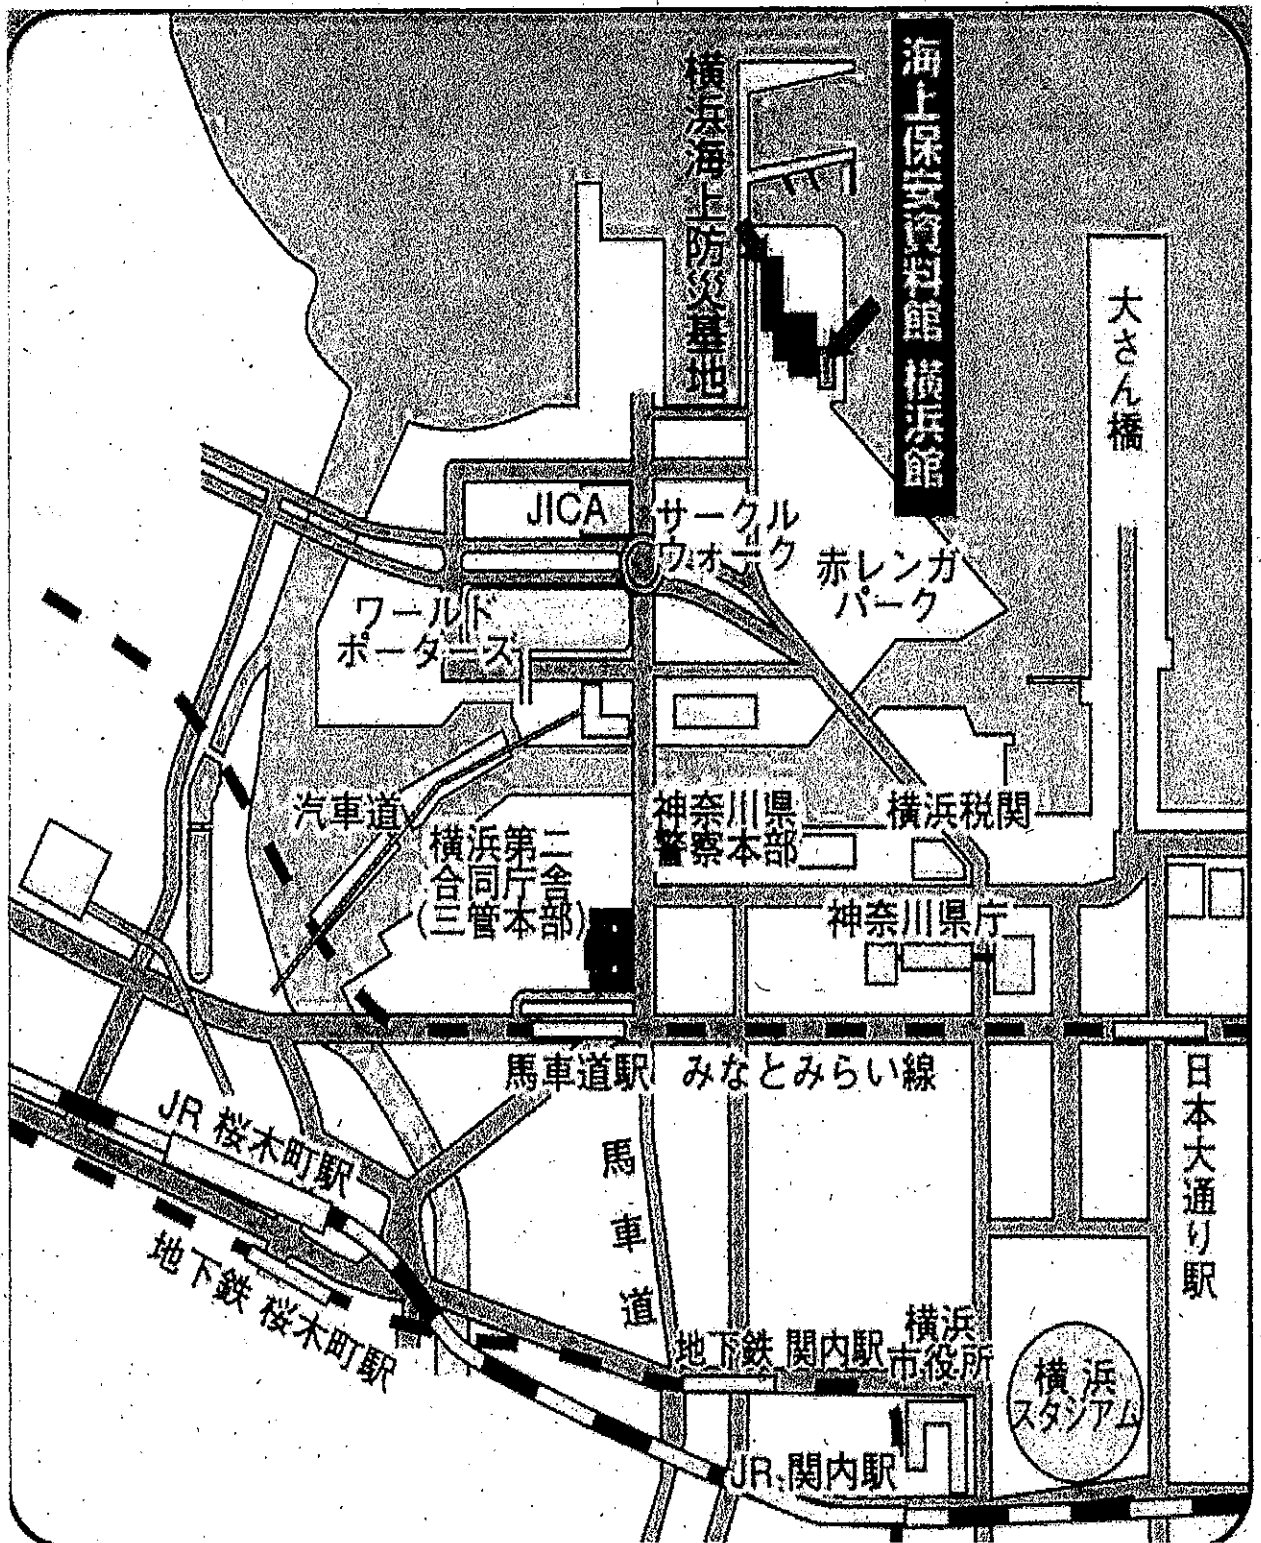 海上保安資料館 横浜館
横浜海上防災基地
大さん橋
JICA
サークル
ウォーク
赤レンガ
パーク
ワールド
ポーターズ
汽車道
横浜第二
合同庁舎
(三管本部)
神奈川県
警察本部
横浜税関
神奈川県庁
馬車道駅
みなとみらい線
日本大通り駅
馬車道
JR 桜木町駅
地下鉄 桜木町駅
地下鉄 関内駅
横浜
市役所
横浜
スタジアム
JR 関内駅